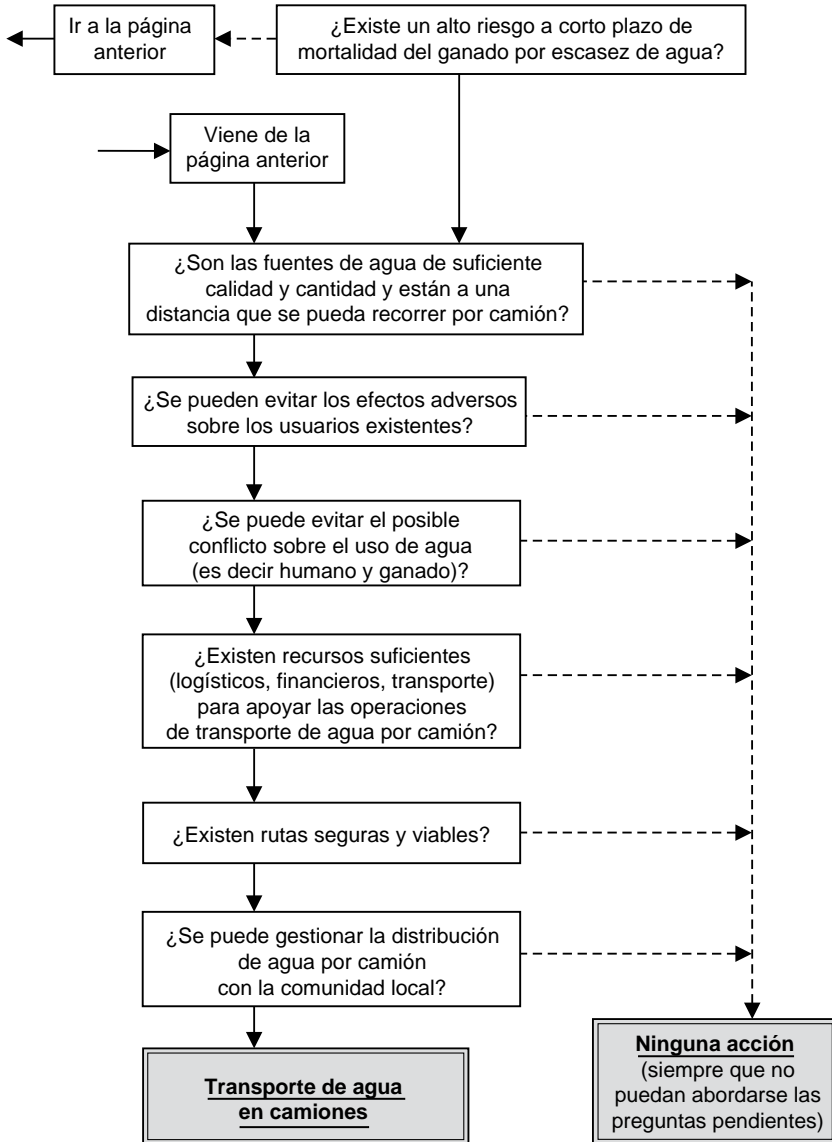 Ir a la página
anterior
¿Existe un alto riesgo a corto plazo de
mortalidad del ganado por escasez de agua?
Viene de la
página anterior
¿Son las fuentes de agua de suficiente
calidad y cantidad y están a una
distancia que se pueda recorrer por camión?
¿Se pueden evitar los efectos adversos
sobre los usuarios existentes?
¿Se puede evitar el posible
conflicto sobre el uso de agua
(es decir humano y ganado)?
¿Existen recursos suficientes
(logísticos, financieros, transporte)
para apoyar las operaciones
de transporte de agua por camión?
¿Existen rutas seguras y viables?
¿Se puede gestionar la distribución
de agua por camión
con la comunidad local?
Transporte de agua
en camiones
Ninguna acción
(siempre que no
puedan abordarse las
preguntas pendientes)